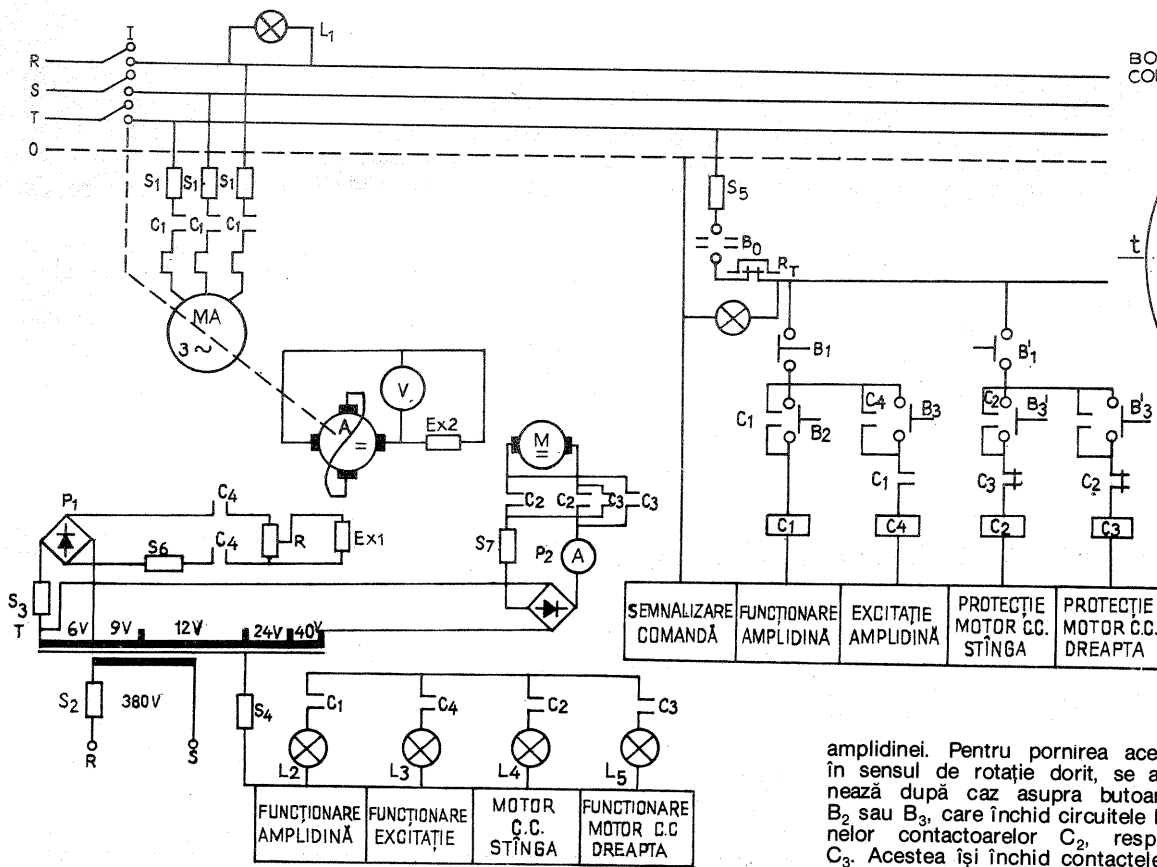 I
L1
R
S
T
0
BO
CO
S1 S1 S1
C1 C1 C1
MA
3 ~
S5
B0
RT
t
V
A
=
Ex2
M
=
C2 C2 C3 C3
S7
P2
A
B1
B'1
C1
B2
C4
B3
C2
B'3
B'3
C1
C3
C2
C1
C4
C2
C3
P1
C4
C4
S6
R
Ex1
S3
T
6V 9V 12V 24V 40V
S2
380V
R
S
S4
SEMNALIZARE
COMANDĂ
FUNCȚIONARE
AMPLIDINĂ
EXCITAȚIE
AMPLIDINĂ
PROTECȚIE
MOTOR C.C.
STÎNGA
PROTECȚIE
MOTOR C.C.
DREAPTA
C1
C4
C2
C3
L2
L3
L4
L5
FUNCȚIONARE
AMPLIDINĂ
FUNCȚIONARE
EXCITAȚIE
MOTOR
C.C.
STÎNGA
FUNCȚIONARE
MOTOR C.C
DREAPTA
amplidinei. Pentru pornirea ace
în sensul de rotație dorit, se a
nează după caz asupra butoar
B2 sau B3, care închid circuitele
nelor contactoarelor C2, resp
C3. Acestea își închid contactele